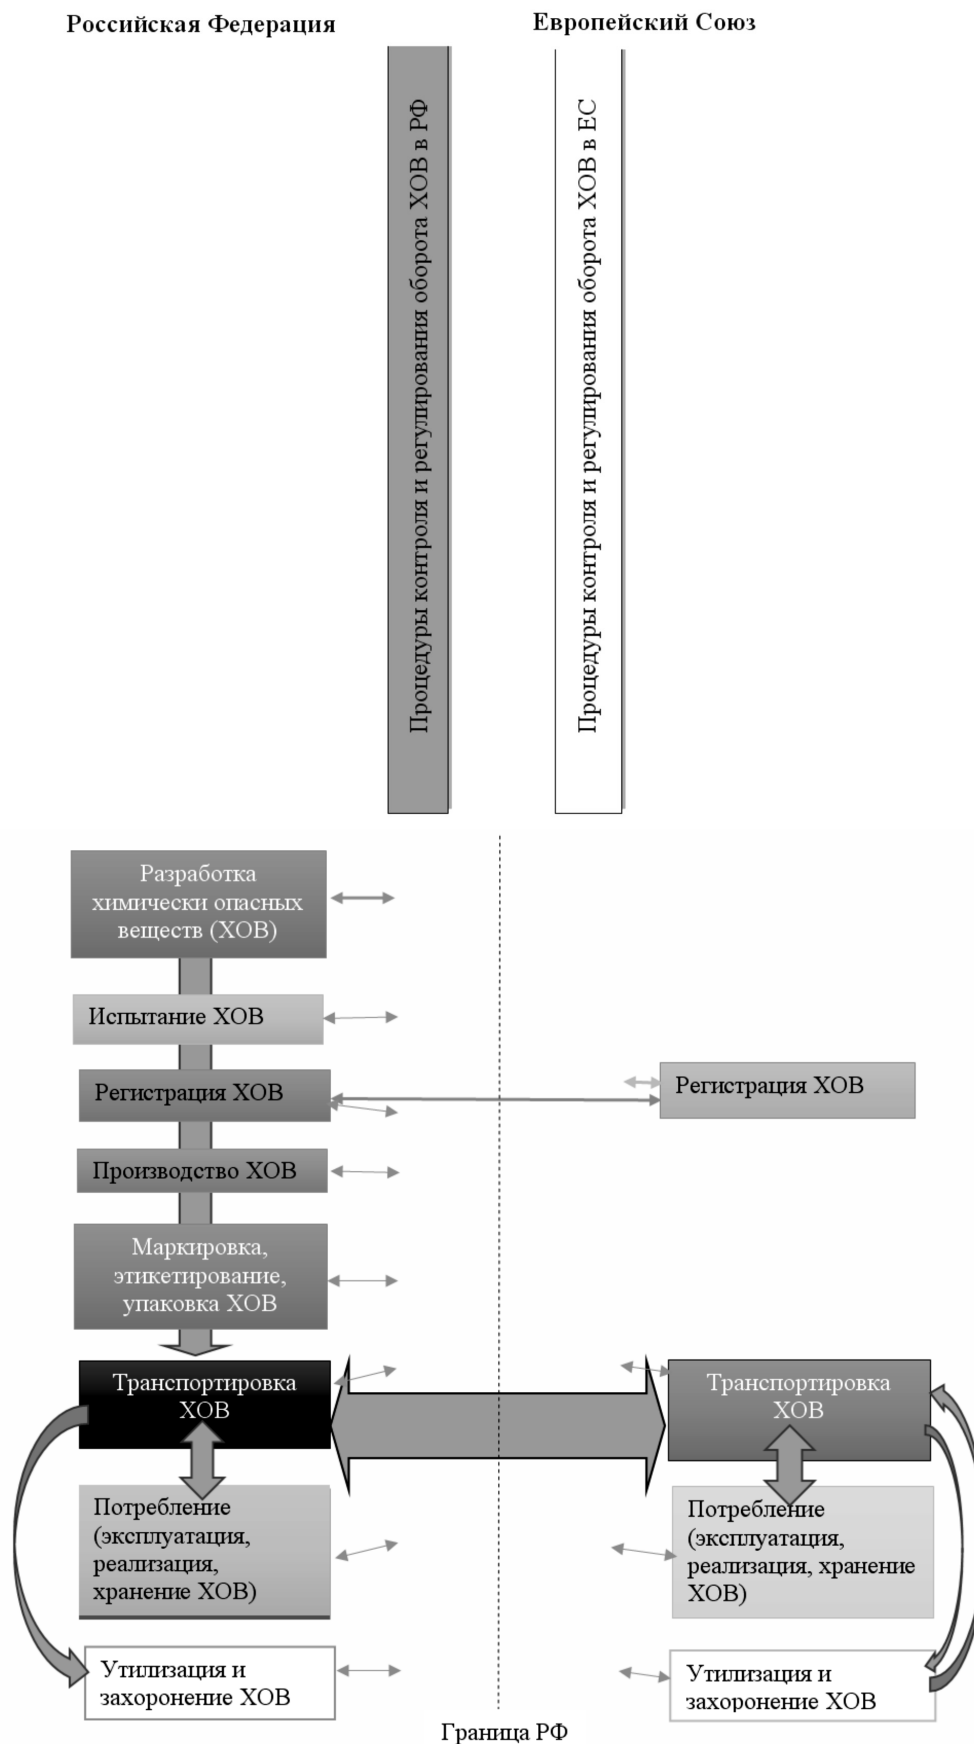 Российская Федерация
Европейский Союз
Процедуры контроля и регулирования оборота ХОВ в РФ
Процедуры контроля и регулирования оборота ХОВ в ЕС
Разработка
химически опасных
веществ (ХОВ)
Испытание ХОВ
Регистрация ХОВ
Регистрация ХОВ
Производство ХОВ
Маркировка,
этикетирование,
упаковка ХОВ
Транспортировка
ХОВ
Транспортировка
ХОВ
Потребление
(эксплуатация,
реализация,
хранение ХОВ)
Потребление
(эксплуатация,
реализация, хранение
ХОВ)
Утилизация и
захоронение ХОВ
Утилизация и
захоронение ХОВ
Граница РФ